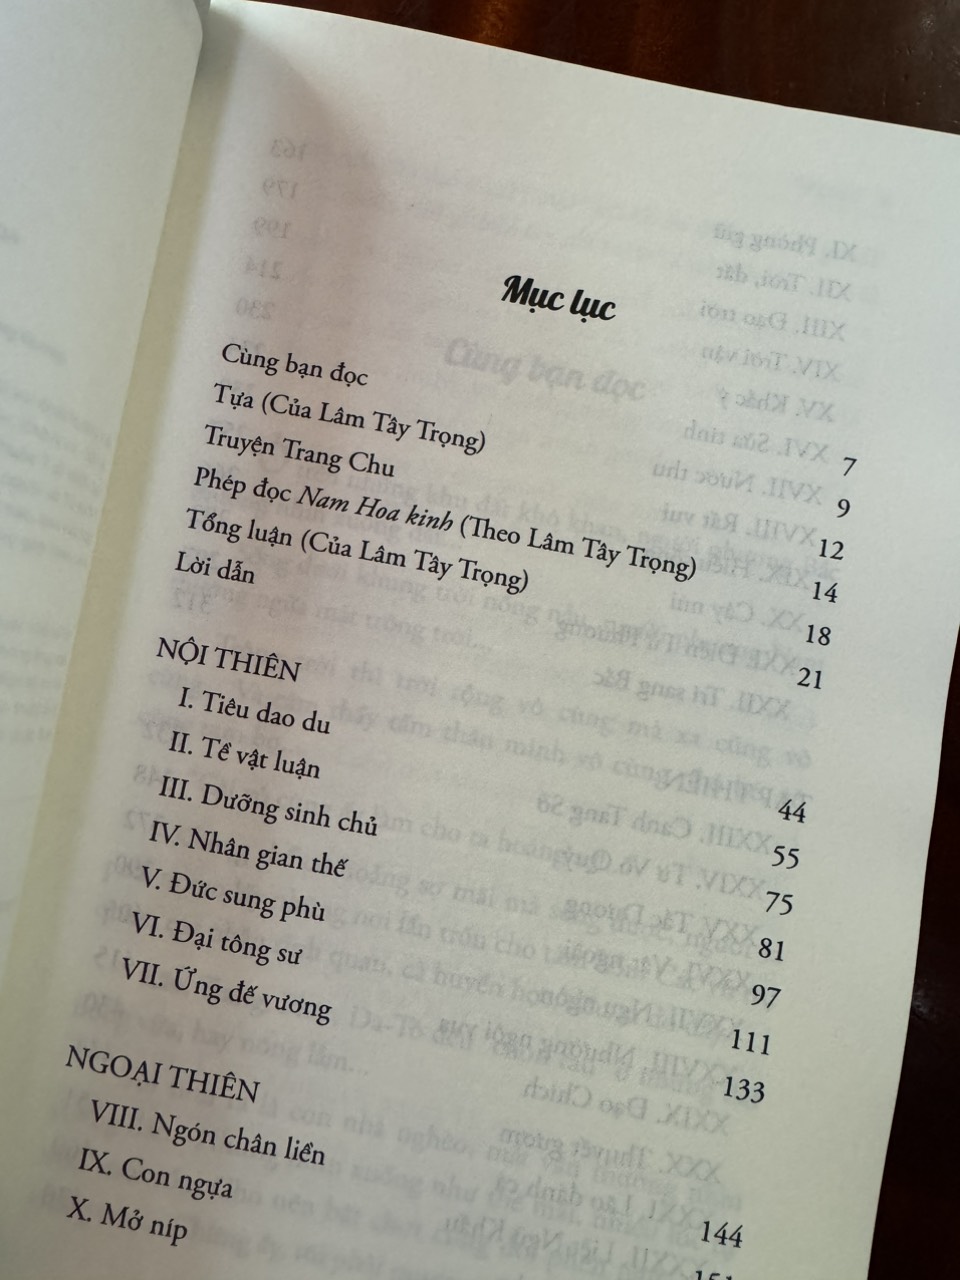 Mục lục
Cùng bạn đọc 7
Tựa (Của Lâm Tây Trọng) 9
Truyện Trang Chu 12
Phép đọc Nam Hoa kinh (Theo Lâm Tây Trọng) 14
Tổng luận (Của Lâm Tây Trọng) 18
Lời dẫn 21
NỘI THIÊN
I. Tiêu dao du 44
II. Tề vật luận 55
III. Dưỡng sinh chủ 75
IV. Nhân gian thế 81
V. Đức sung phù 97
VI. Đại tông sư 111
VII. Ứng đế vương 133
NGOẠI THIÊN
VIII. Ngón chân liền 144
IX. Con ngựa
X. Mở níp